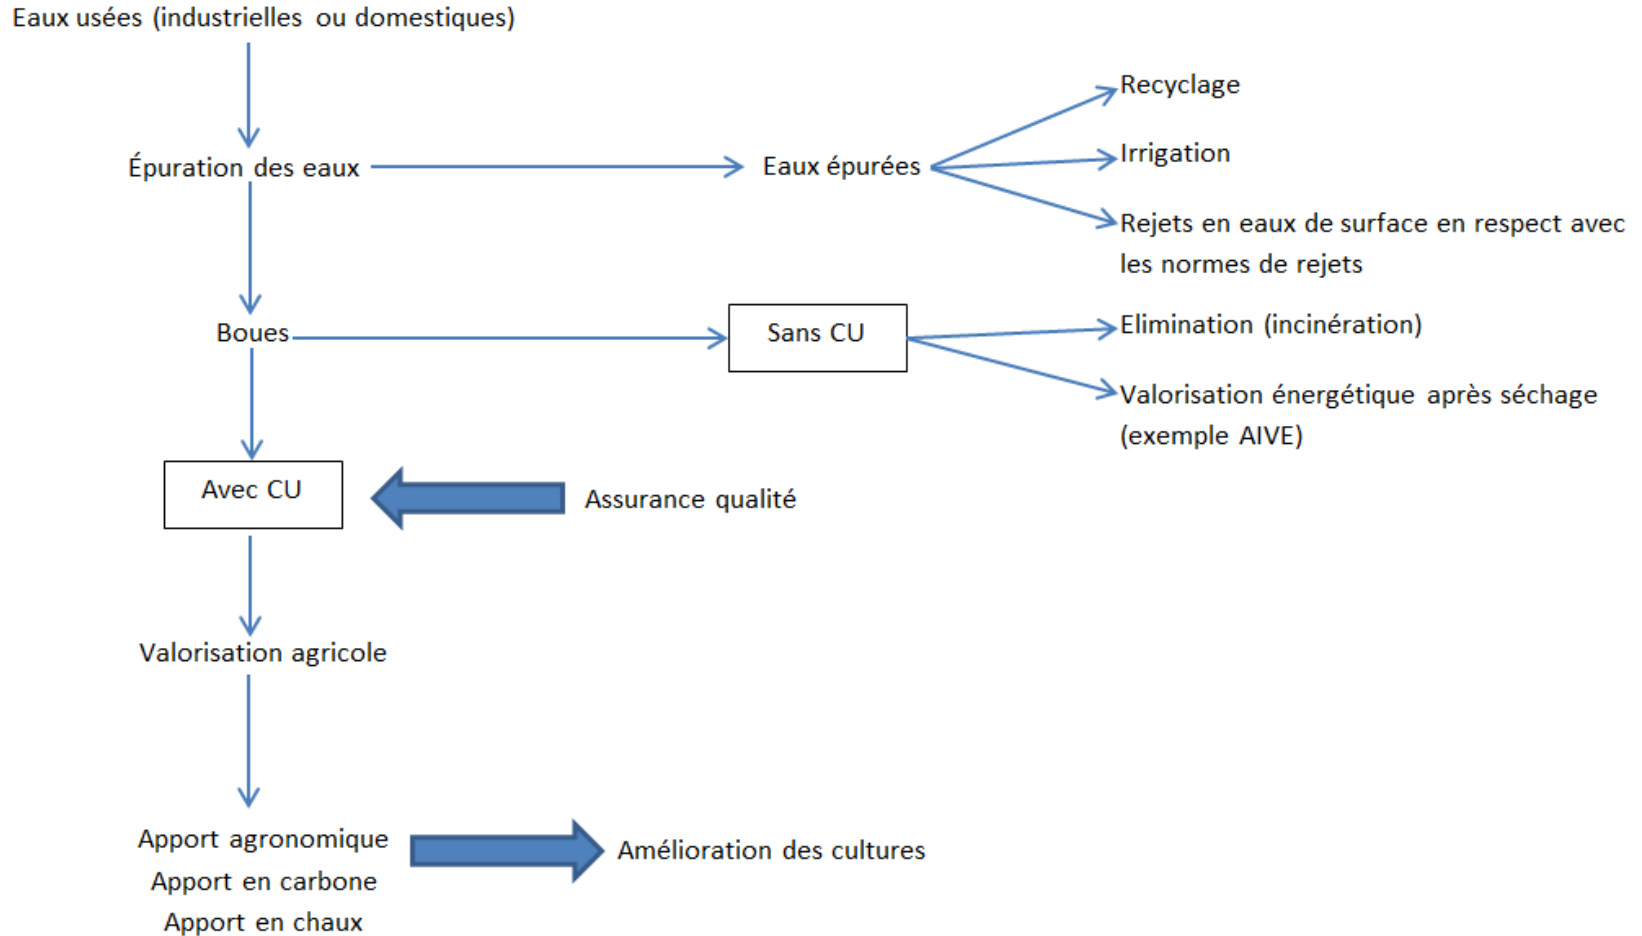 Eaux usées (industrielles ou domestiques)
Recyclage
Irrigation
Épuration des eaux
Eaux épurées
Rejets en eaux de surface en respect avec
les normes de rejets
Boues
Sans CU
Elimination (incinération)
Valorisation énergétique après séchage
(exemple AIVE)
Avec CU
Assurance qualité
Valorisation agricole
Apport agronomique
Apport en carbone
Apport en chaux
Amélioration des cultures